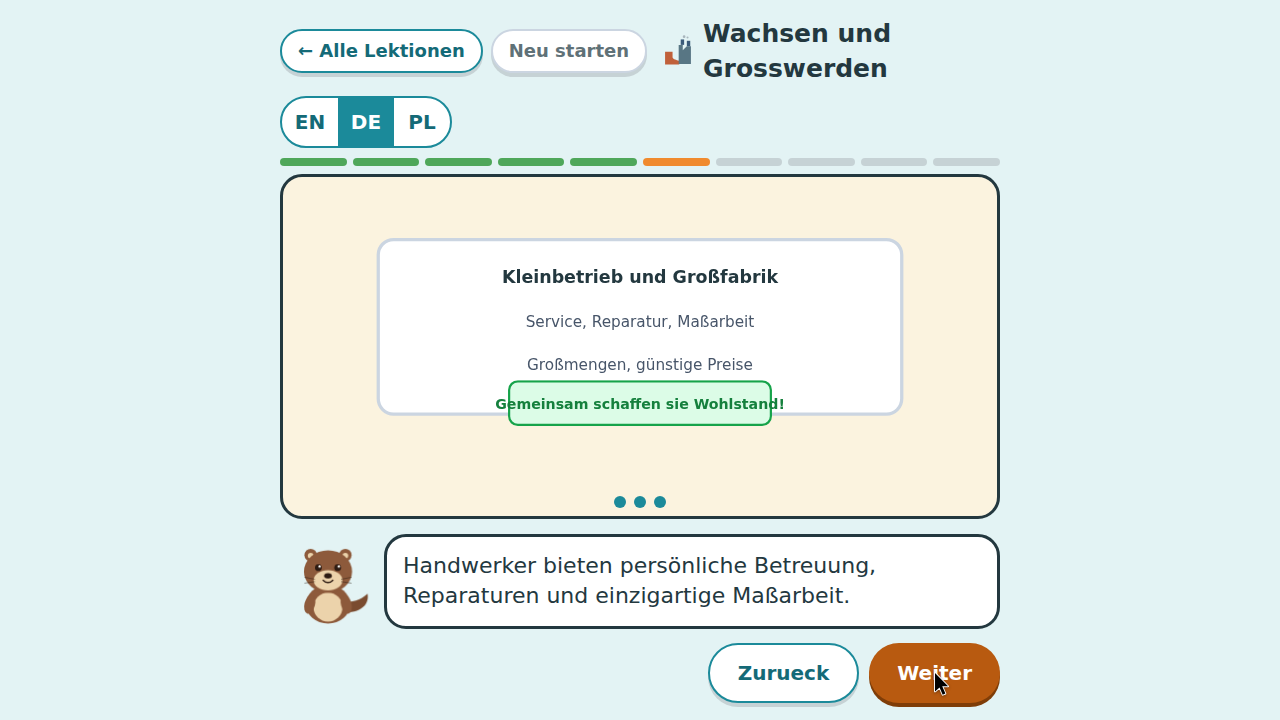 ← Alle Lektionen
Neu starten
Wachsen und
Grosswerden
EN DE PL
Kleinbetrieb und Großfabrik
Service, Reparatur, Maßarbeit
Großmengen, günstige Preise
Gemeinsam schaffen sie Wohlstand!
Handwerker bieten persönliche Betreuung,
Reparaturen und einzigartige Maßarbeit.
Zurueck
Weiter